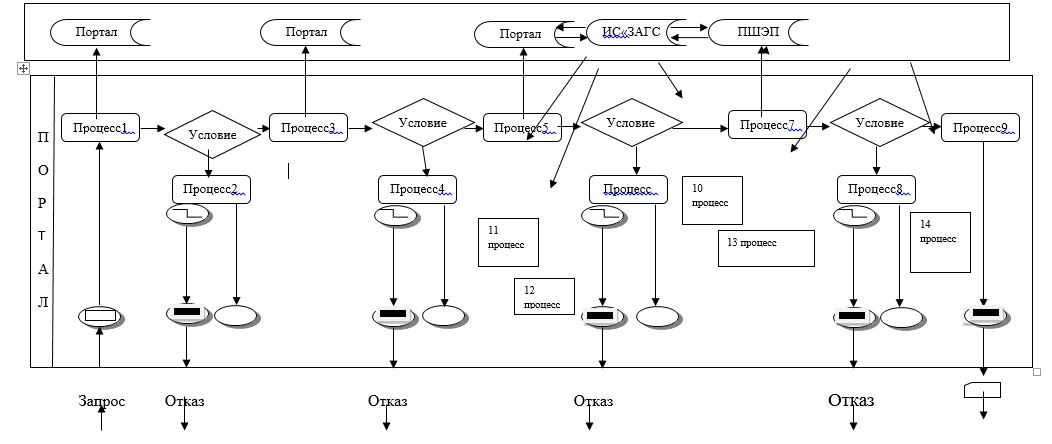 Портал
Портал
Портал
ИС«ЗАГС
ПШЭП
ПОРТАЛ
Процесс1
Условие
Процесс3
Условие
Процесс5
Условие
Процесс7
Условие
Процесс9
Процесс2
Процесс4
Процесс
10
процесс
Процесс8
11
процесс
13 процесс
14
процесс
12
процесс
Запрос
Отказ
Отказ
Отказ
Отказ